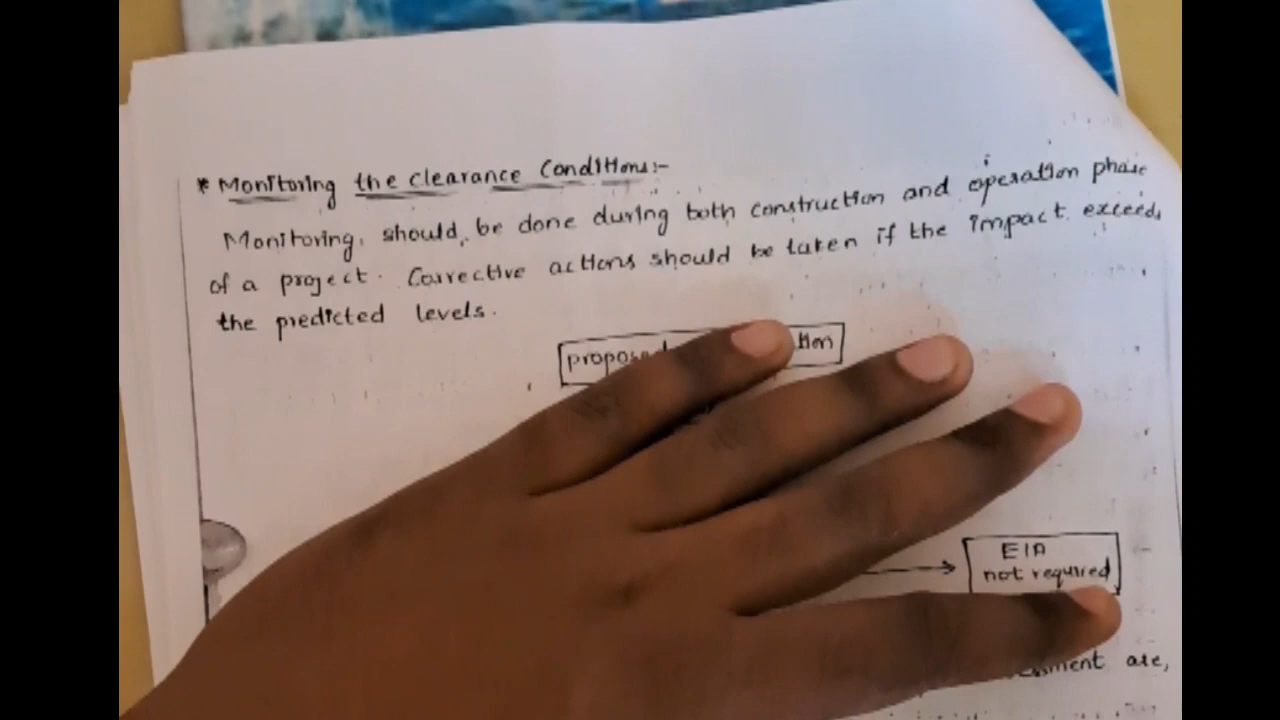 * Monitoring the clearance Conditions:-
Monitoring, should be done during both construction and operation phase
of a project. Corrective actions should be taken if the impact exceeds
the predicted levels.
EIA
not required
are,